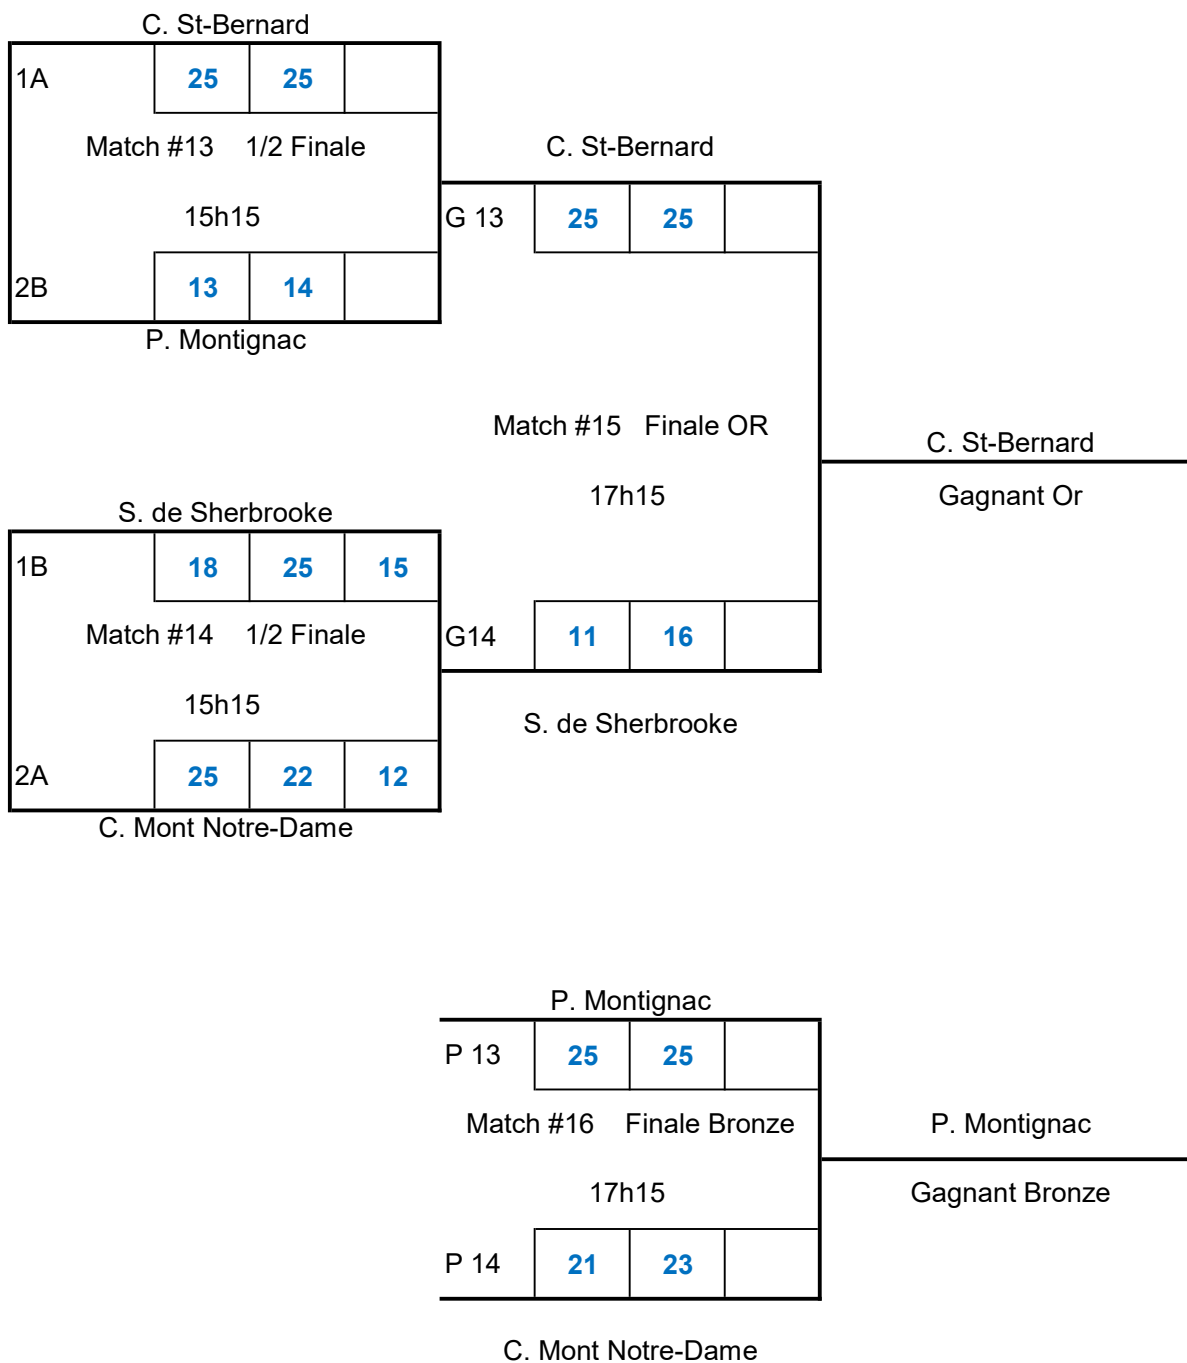 C. St-Bernard
1A 25 25
Match #13 1/2 Finale
15h15
2B 13 14
P. Montignac
C. St-Bernard
G 13 25 25
Match #15 Finale OR
17h15
G14 11 16
S. de Sherbrooke
C. St-Bernard
Gagnant Or
S. de Sherbrooke
1B 18 25 15
Match #14 1/2 Finale
15h15
2A 25 22 12
C. Mont Notre-Dame
P. Montignac
P 13 25 25
Match #16 Finale Bronze
17h15
P 14 21 23
C. Mont Notre-Dame
P. Montignac
Gagnant Bronze